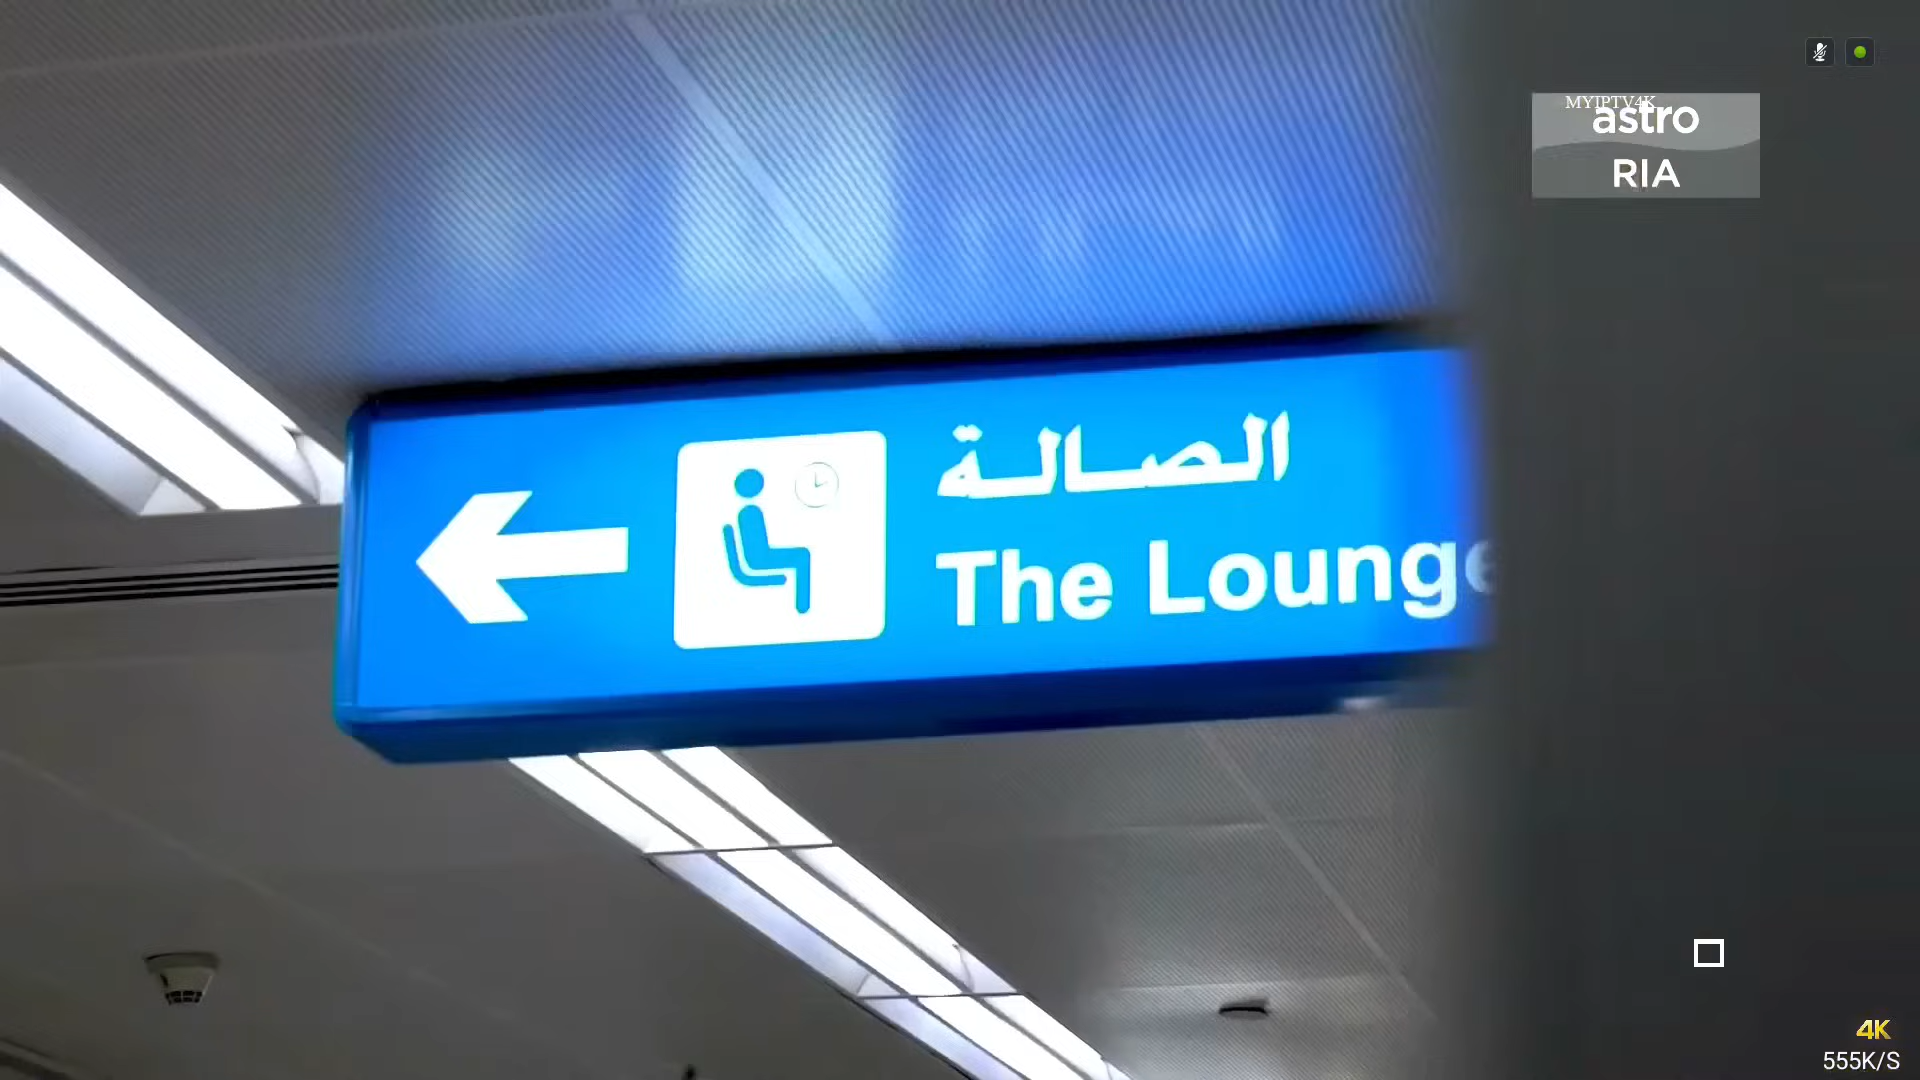 MYIPTV4K
astro
RIA
الصالة
The Lounge
4K
555K/S